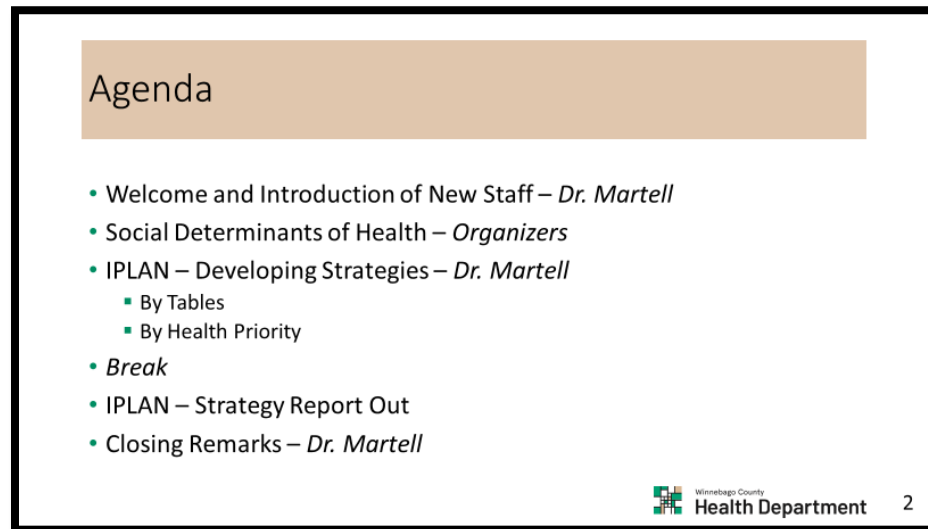 Agenda
• Welcome and Introduction of New Staff – Dr. Martell
• Social Determinants of Health – Organizers
• IPLAN – Developing Strategies – Dr. Martell
▪ By Tables
▪ By Health Priority
• Break
• IPLAN – Strategy Report Out
• Closing Remarks – Dr. Martell
Winnebago County
Health Department
2